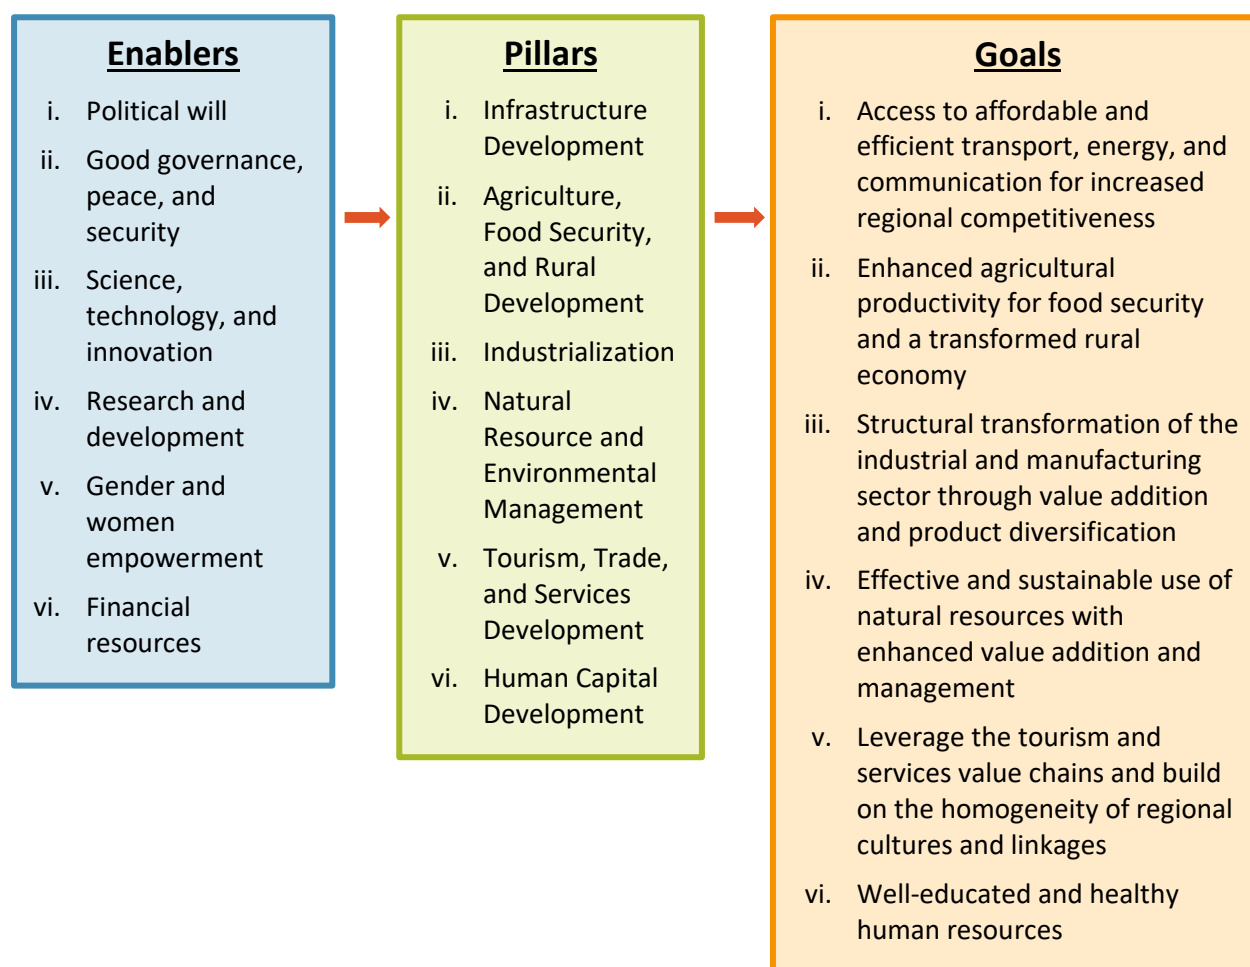 Enablers
i. Political will
ii. Good governance,
peace, and
security
iii. Science,
technology, and
innovation
iv. Research and
development
v. Gender and
women
empowerment
vi. Financial
resources
Pillars
i. Infrastructure
Development
ii. Agriculture,
Food Security,
and Rural
Development
iii. Industrialization
iv. Natural
Resource and
Environmental
Management
v. Tourism, Trade,
and Services
Development
vi. Human Capital
Development
Goals
i. Access to affordable and
efficient transport, energy, and
communication for increased
regional competitiveness
ii. Enhanced agricultural
productivity for food security
and a transformed rural
economy
iii. Structural transformation of the
industrial and manufacturing
sector through value addition
and product diversification
iv. Effective and sustainable use of
natural resources with
enhanced value addition and
management
v. Leverage the tourism and
services value chains and build
on the homogeneity of regional
cultures and linkages
vi. Well-educated and healthy
human resources